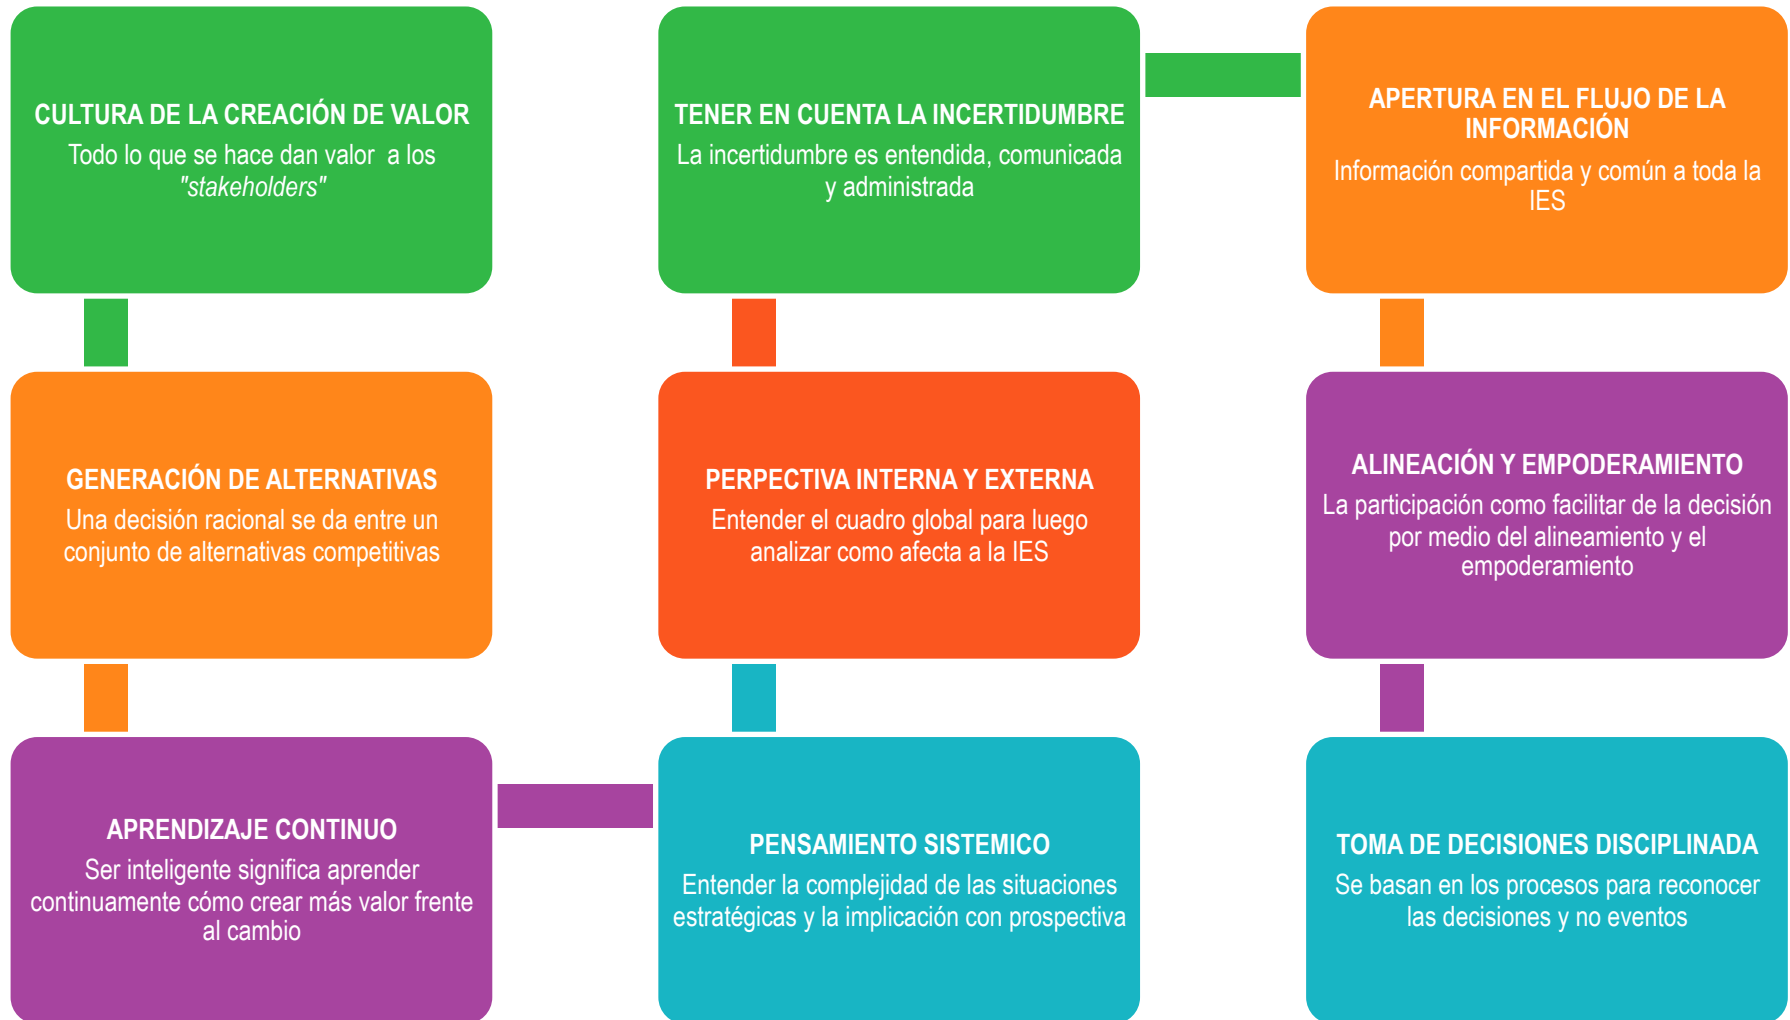 CULTURA DE LA CREACIÓN DE VALOR
Todo lo que se hace dan valor a los
"stakeholders"
GENERACIÓN DE ALTERNATIVAS
Una decisión racional se da entre un
conjunto de alternativas competitivas
APRENDIZAJE CONTINUO
Ser inteligente significa aprender
continuamente cómo crear más valor frente
al cambio
PENSAMIENTO SISTEMICO
Entender la complejidad de las situaciones
estratégicas y la implicación con prospectiva
PERPECTIVA INTERNA Y EXTERNA
Entender el cuadro global para luego
analizar como afecta a la IES
TENER EN CUENTA LA INCERTIDUMBRE
La incertidumbre es entendida, comunicada
y administrada
APERTURA EN EL FLUJO DE LA
INFORMACIÓN
Información compartida y común a toda la
IES
ALINEACIÓN Y EMPODERAMIENTO
La participación como facilitar de la decisión
por medio del alineamiento y el
empoderamiento
TOMA DE DECISIONES DISCIPLINADA
Se basan en los procesos para reconocer
las decisiones y no eventos